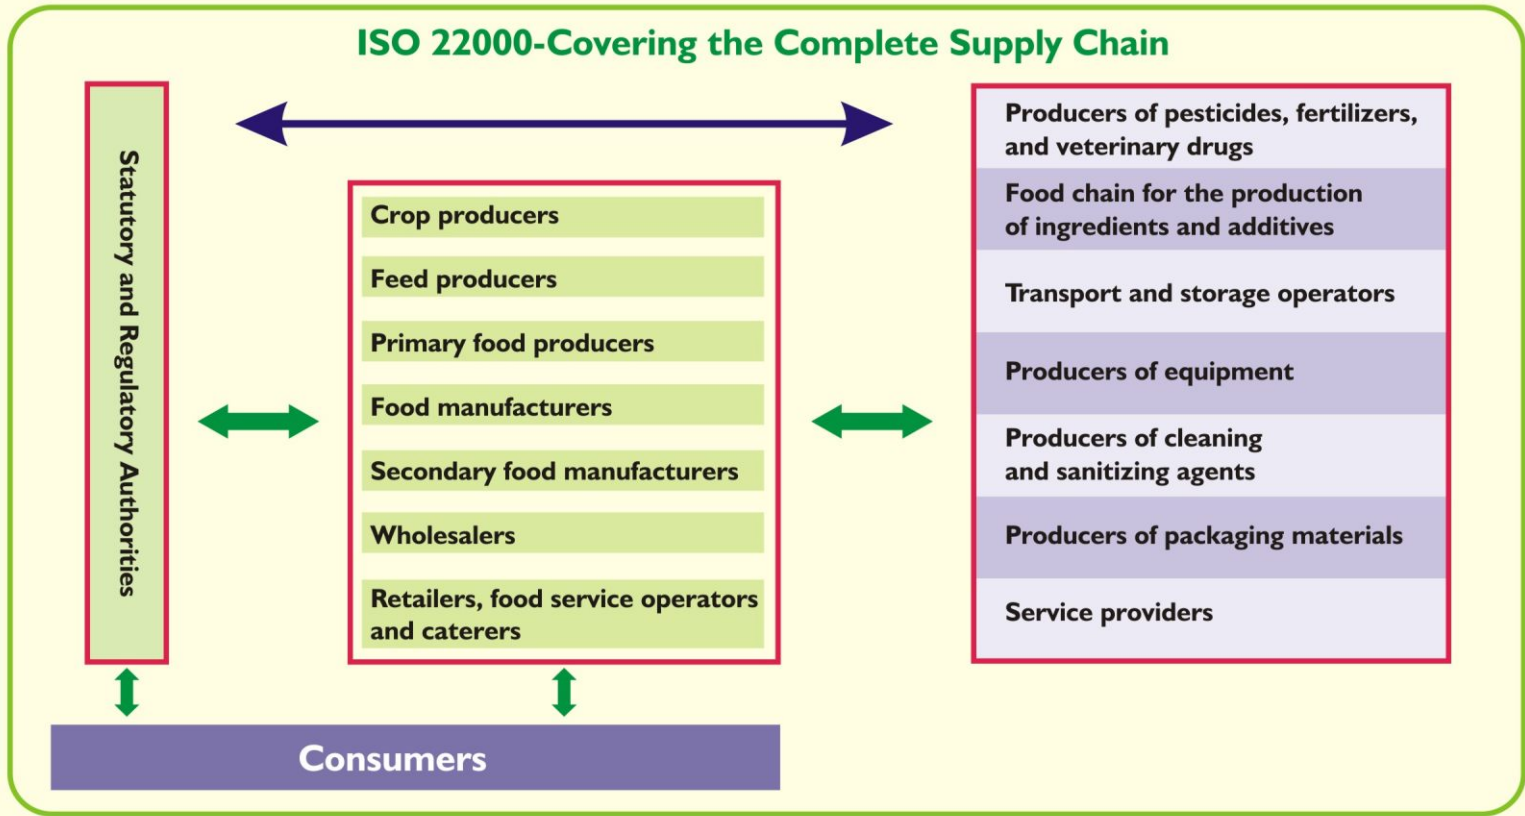 ISO 22000-Covering the Complete Supply Chain
Statutory and Regulatory Authorities
Crop producers
Feed producers
Primary food producers
Food manufacturers
Secondary food manufacturers
Wholesalers
Retailers, food service operators
and caterers
Producers of pesticides, fertilizers,
and veterinary drugs
Food chain for the production
of ingredients and additives
Transport and storage operators
Producers of equipment
Producers of cleaning
and sanitizing agents
Producers of packaging materials
Service providers
Consumers